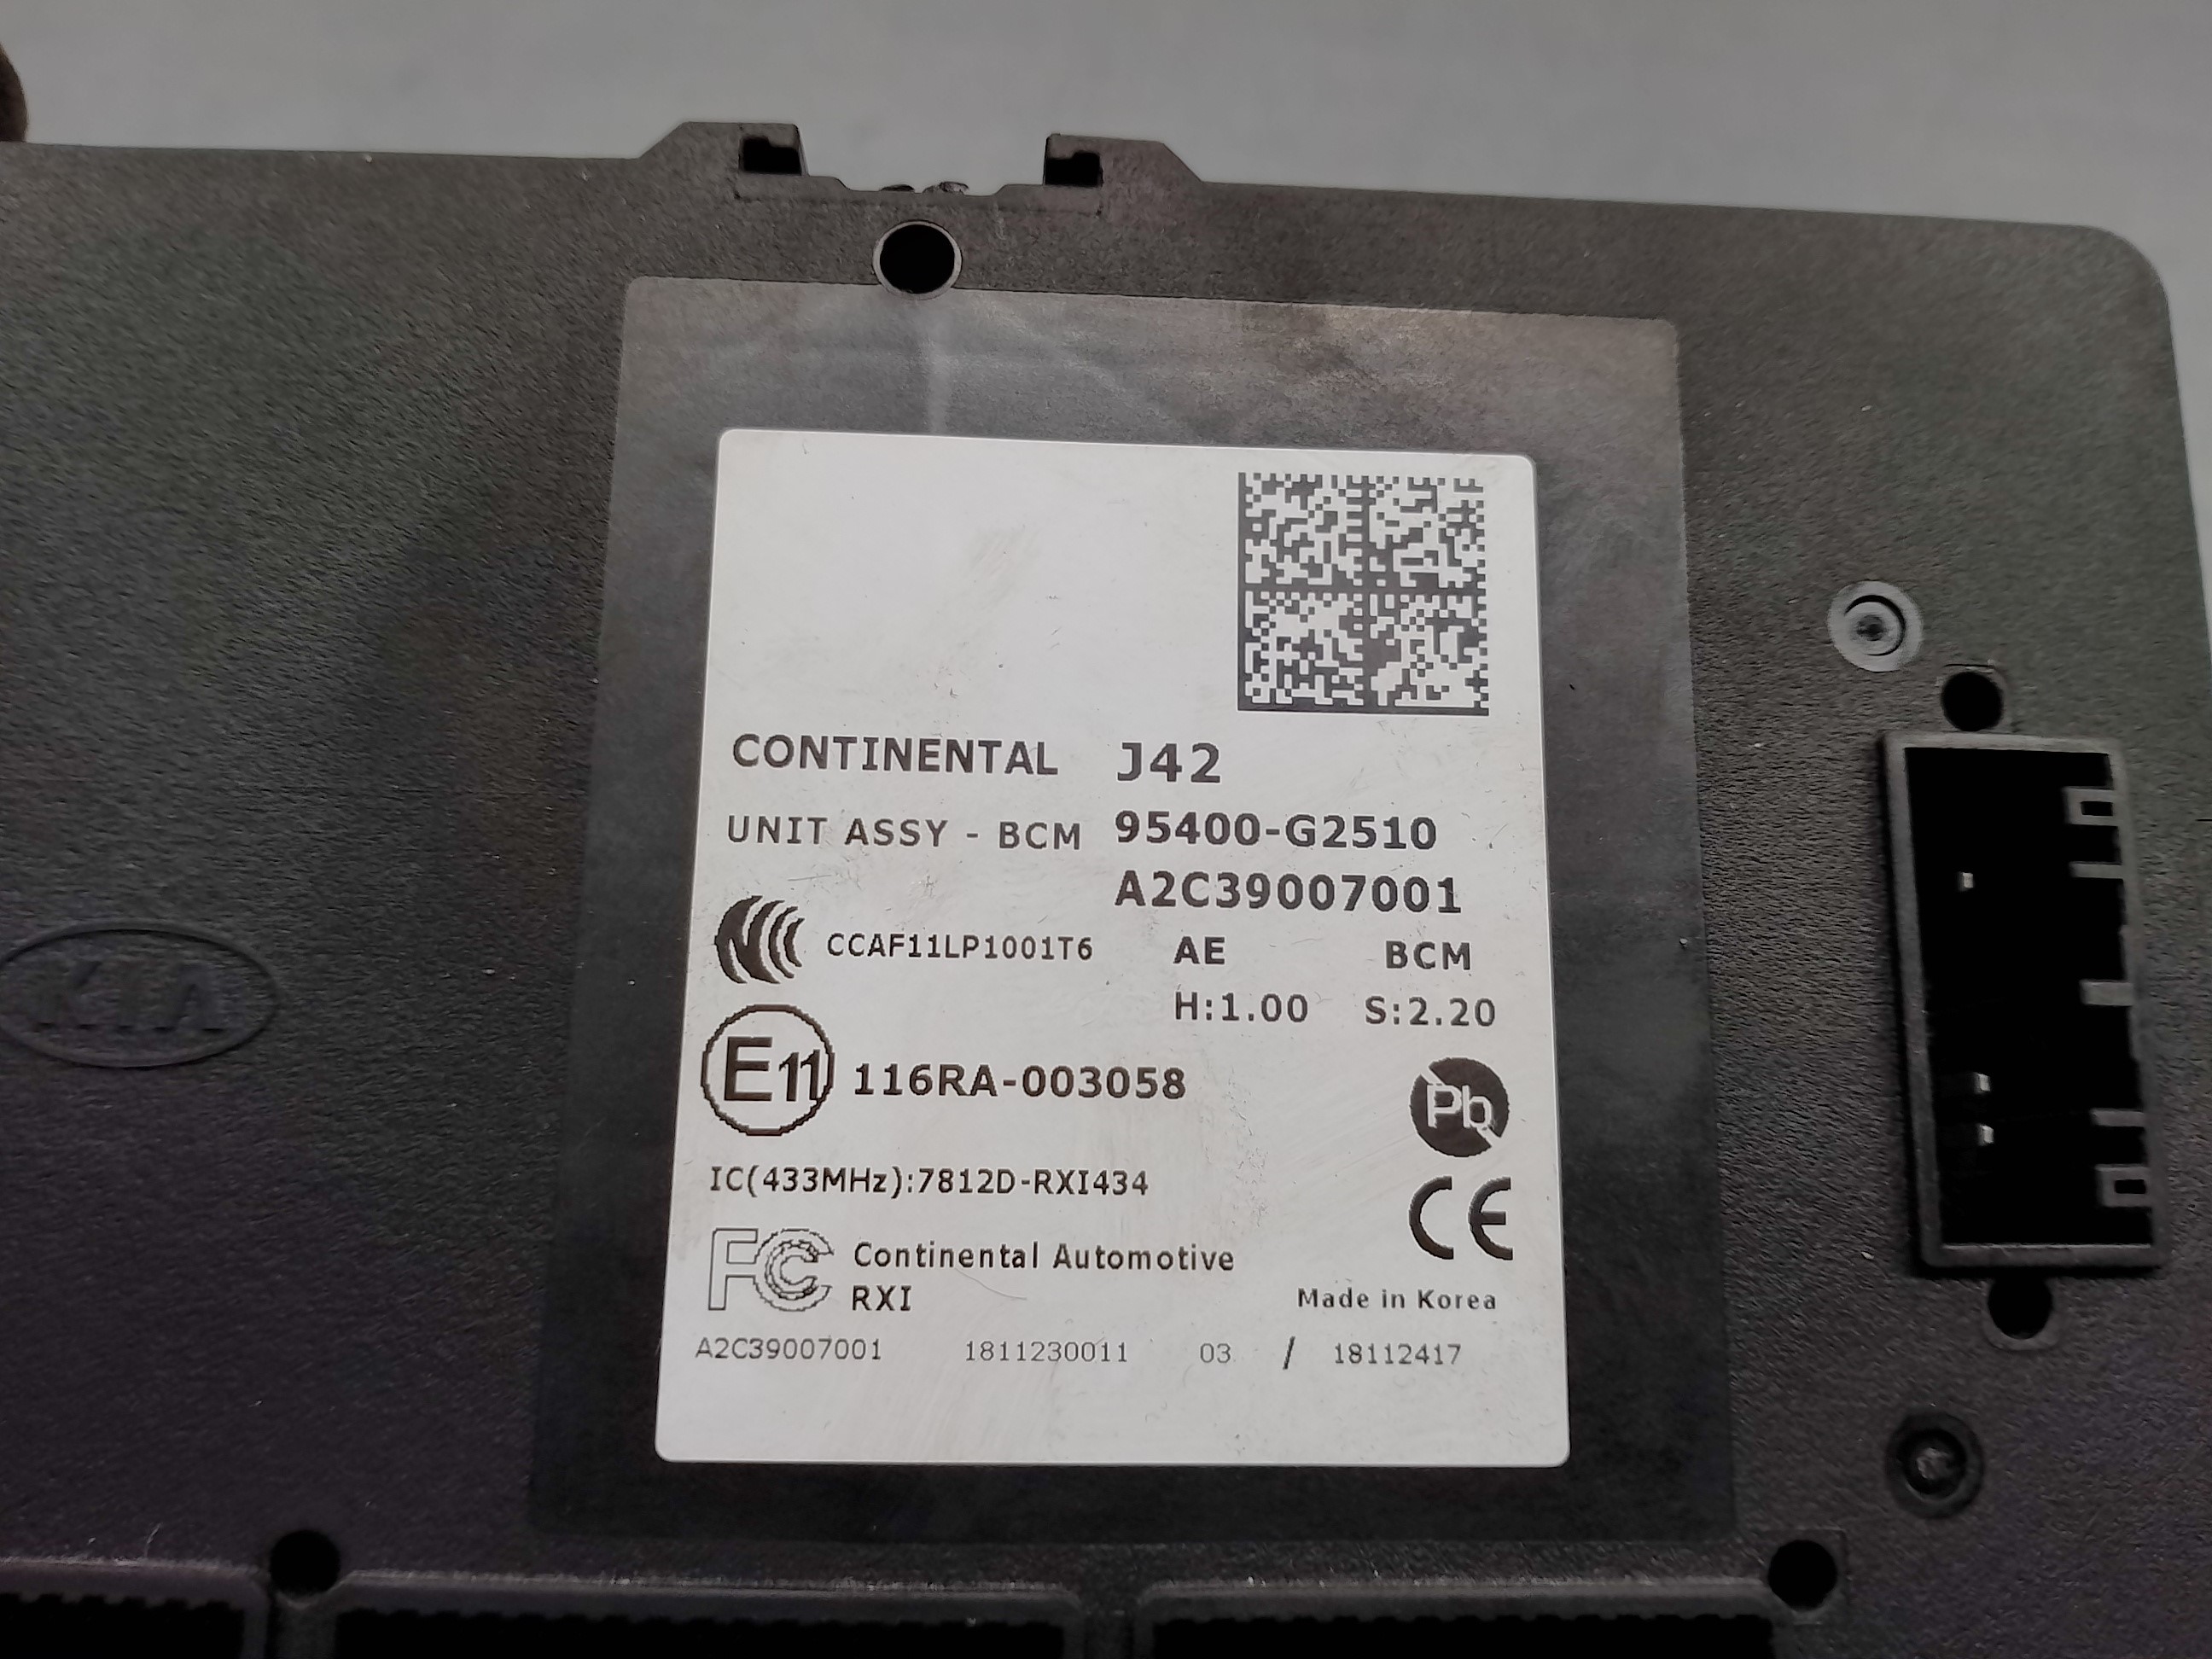 CONTINENTAL J42
UNIT ASSY - BCM 95400-G2510
A2C39007001
CCAF11LP1001T6 AE BCM
H:1.00 S:2.20
E11 116RA-003058
Pb
IC(433MHz):7812D-RXI434
CE
FC Continental Automotive
RXI
Made in Korea
A2C39007001 1811230011 03 / 18112417
KIA